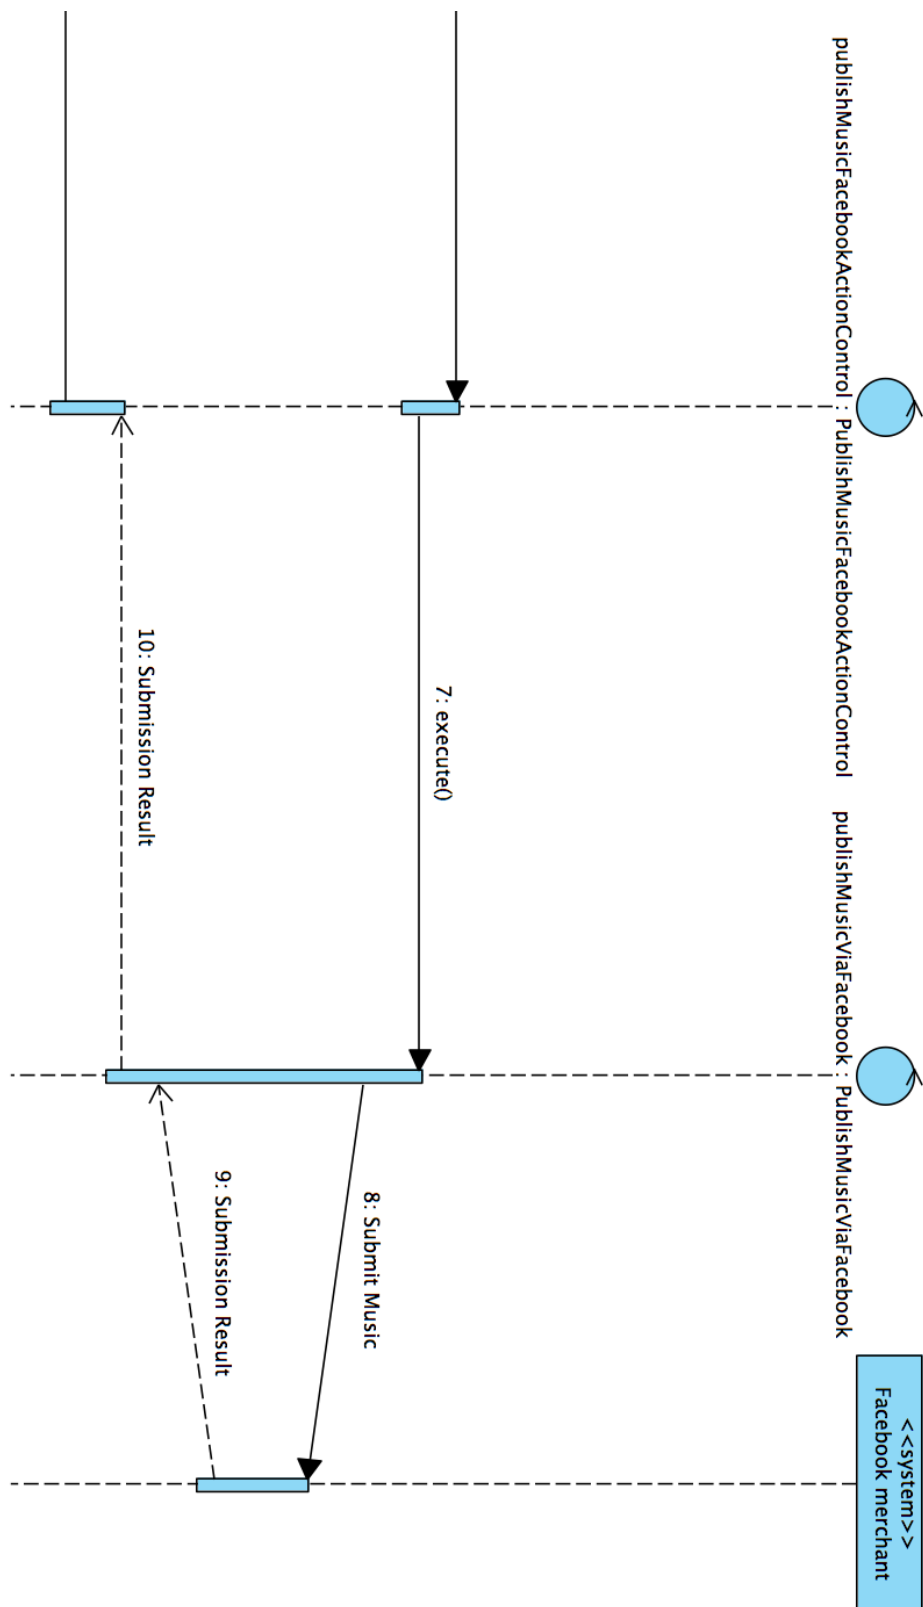 publishMusicFacebookActionControl : PublishMusicFacebookActionControl
publishMusicViaFacebook : PublishMusicViaFacebook
<<system>>
Facebook merchant
7: execute()
8: Submit Music
9: Submission Result
10: Submission Result